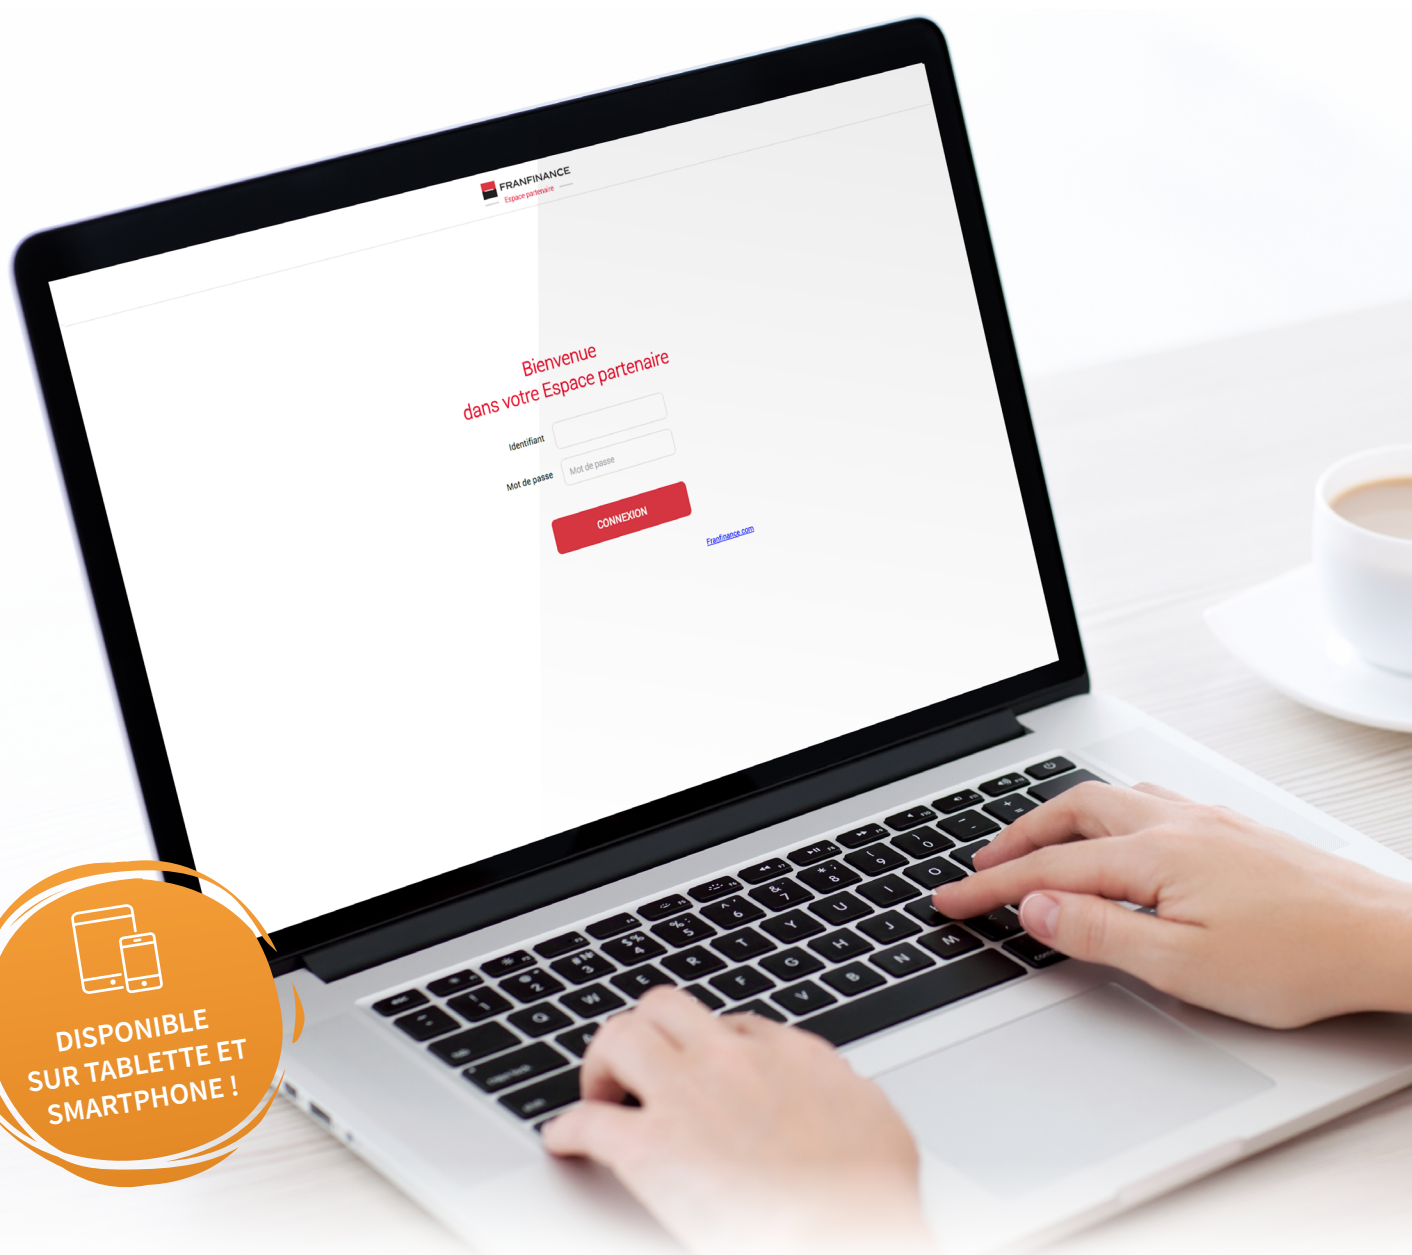 FRANFINANCE
Espace partenaire
Bienvenue
dans votre Espace partenaire
Identifiant
Mot de passe
Mot de passe
CONNEXION
Franfinance.com
DISPONIBLE
SUR TABLETTE ET
SMARTPHONE !